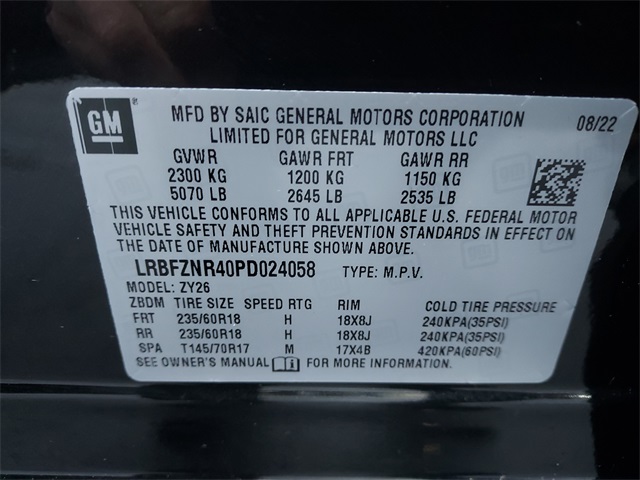 GM
MFD BY SAIC GENERAL MOTORS CORPORATION 08/22
LIMITED FOR GENERAL MOTORS LLC
GVWR GAWR FRT GAWR RR
2300 KG 1200 KG 1150 KG
5070 LB 2645 LB 2535 LB
THIS VEHICLE CONFORMS TO ALL APPLICABLE U.S. FEDERAL MOTOR
VEHICLE SAFETY AND THEFT PREVENTION STANDARDS IN EFFECT ON
THE DATE OF MANUFACTURE SHOWN ABOVE.
LRBFZNR40PD024058 TYPE: M.P.V.
MODEL: ZY26
ZBDM TIRE SIZE SPEED RTG RIM COLD TIRE PRESSURE
FRT 235/60R18 H 18X8J 240KPA(35PSI)
RR 235/60R18 H 18X8J 240KPA(35PSI)
SPA T145/70R17 M 17X4B 420KPA(60PSI)
SEE OWNER'S MANUAL FOR MORE INFORMATION.